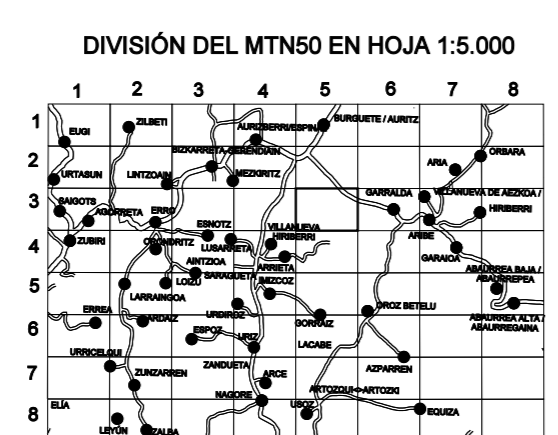 DIVISIÓN DEL MTN50 EN HOJA 1:5.000
1 2 3 4 5 6 7 8
1
ZILBETI
AURIZBERRI/ESPINAL
BURGUETE / AURITZ
EUGI
2
BIZKARRETA-GERENDIAIN
ORBARA
ARIA
URTASUN
LINTZOAIN
MEZKIRITZ
3
SAIGOTS
AGORRETA
ERRO
GARRALDA
VILLANUEVA DE AEZKOA /
HIRIBERRI
ESNOTZ
VILLANUEVA
HIRIBERRI
ARIBE
4
ZUBIRI
ORONDRITZ
LUSARRETA
GARAIOA
AINTZIOA
ARRIETA
ABAURREA BAJA /
ABAURREPEA
5
LOIZU
SARAGUETA
IMIZCOZ
LARRAINGOA
URDIROZ
OROZ BETELU
ERREA
GORRAIZ
ABAURREA ALTA /
ABAURREGAINA
6
ARDAIZ
ESPOZ
URIZ
LACABE
URRICELQUI
7
ZUNZARREN
ZANDUETA
ARCE
AZPARREN
NAGORE
ARTOZQUI<>ARTOZKI
8
ELÍA
USOZ
EQUIZA
LEYÚN
ZALBA